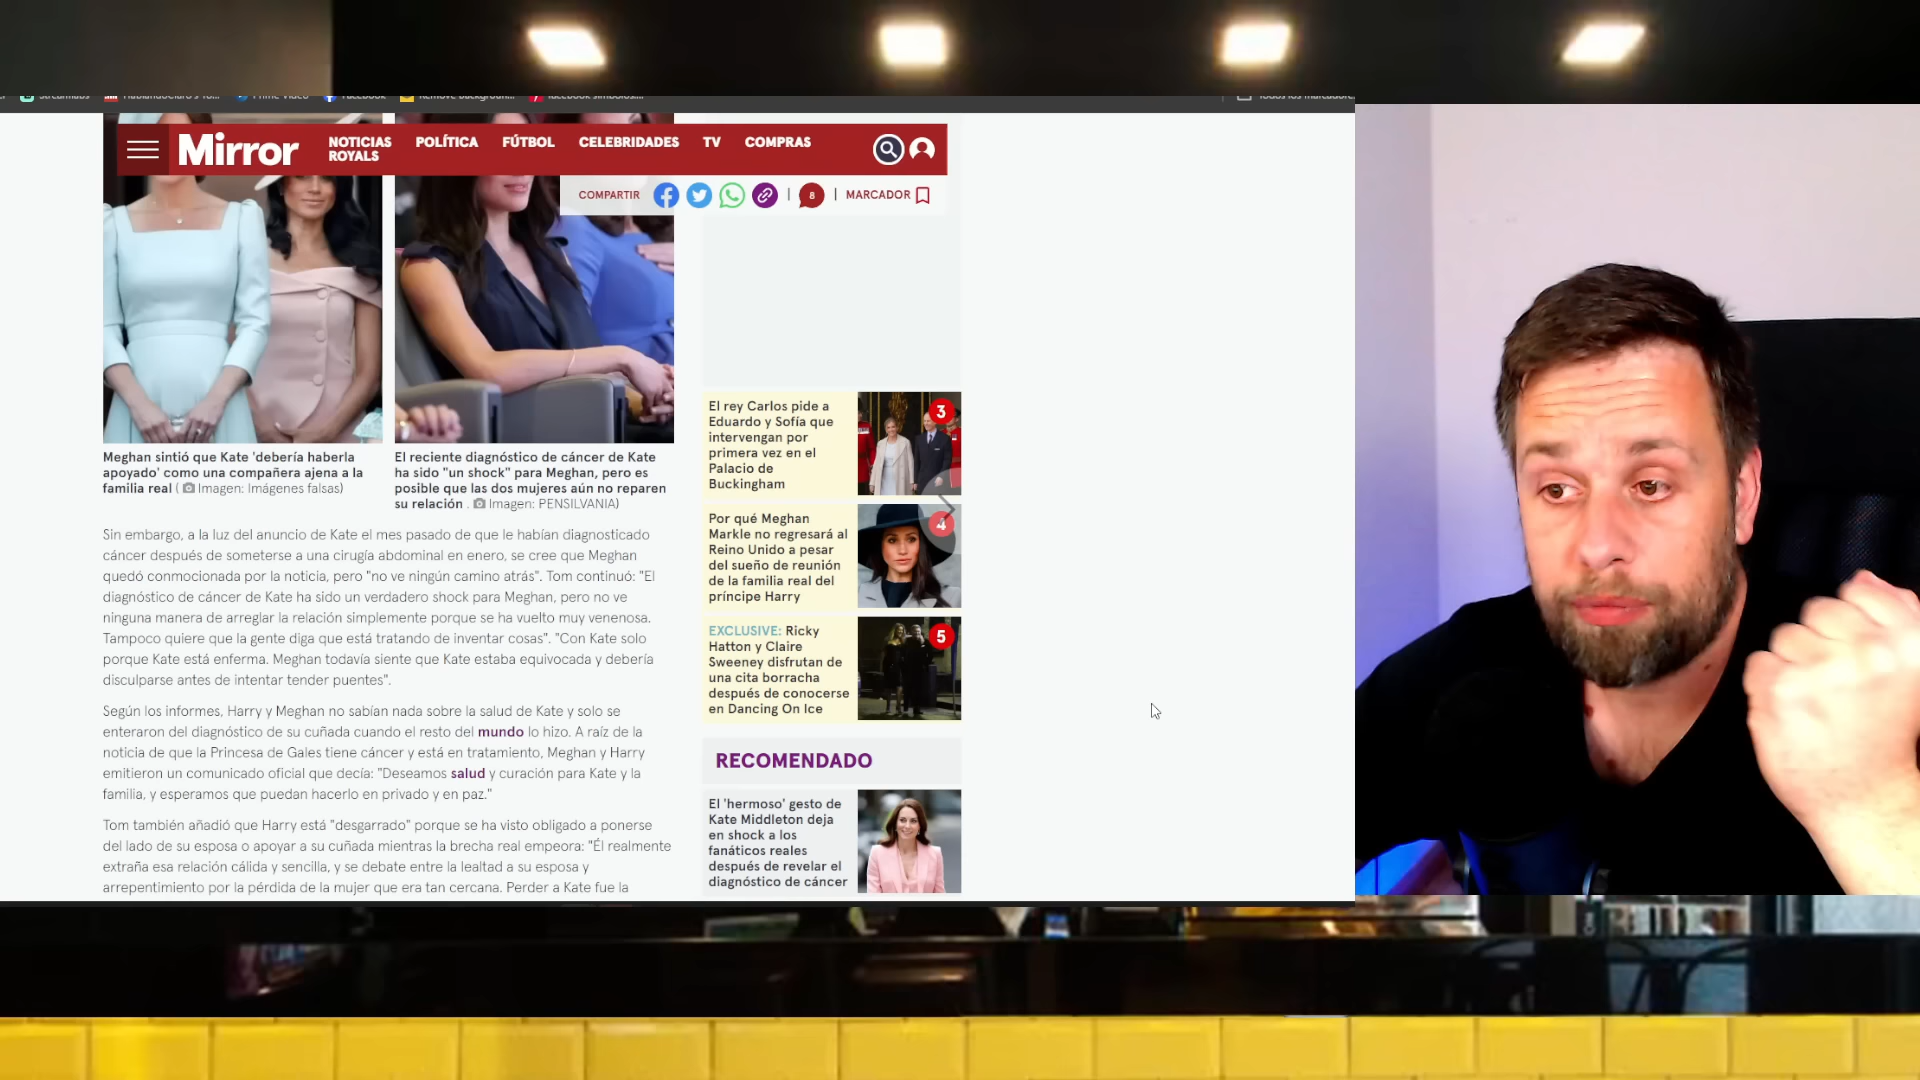 Streamlabs
HablandoClaro's Yo...
Prime Video
Facebook
Remove Backgroun...
facebook simbolos...
Todos los marcadore
Mirror
NOTICIAS
ROYALS
POLÍTICA
FÚTBOL
CELEBRIDADES
TV
COMPRAS
COMPARTIR
8
MARCADOR
Meghan sintió que Kate 'debería haberla
apoyado' como una compañera ajena a la
familia real ( Imagen: Imágenes falsas)
El reciente diagnóstico de cáncer de Kate
ha sido "un shock" para Meghan, pero es
posible que las dos mujeres aún no reparen
su relación . Imagen: PENSILVANIA)
Sin embargo, a la luz del anuncio de Kate el mes pasado de que le habían diagnosticado
cáncer después de someterse a una cirugía abdominal en enero, se cree que Meghan
quedó conmocionada por la noticia, pero "no ve ningún camino atrás". Tom continuó: "El
diagnóstico de cáncer de Kate ha sido un verdadero shock para Meghan, pero no ve
ninguna manera de arreglar la relación simplemente porque se ha vuelto muy venenosa.
Tampoco quiere que la gente diga que está tratando de inventar cosas". "Con Kate solo
porque Kate está enferma. Meghan todavía siente que Kate estaba equivocada y debería
disculparse antes de intentar tender puentes".
Según los informes, Harry y Meghan no sabían nada sobre la salud de Kate y solo se
enteraron del diagnóstico de su cuñada cuando el resto del mundo lo hizo. A raíz de la
noticia de que la Princesa de Gales tiene cáncer y está en tratamiento, Meghan y Harry
emitieron un comunicado oficial que decía: "Deseamos salud y curación para Kate y la
familia, y esperamos que puedan hacerlo en privado y en paz."
Tom también añadió que Harry está "desgarrado" porque se ha visto obligado a ponerse
del lado de su esposa o apoyar a su cuñada mientras la brecha real empeora: "Él realmente
extraña esa relación cálida y sencilla, y se debate entre la lealtad a su esposa y
arrepentimiento por la pérdida de la mujer que era tan cercana. Perder a Kate fue la
El rey Carlos pide a
Eduardo y Sofía que
intervengan por
primera vez en el
Palacio de
Buckingham
3
Por qué Meghan
Markle no regresará al
Reino Unido a pesar
del sueño de reunión
de la familia real del
príncipe Harry
4
EXCLUSIVE: Ricky
Hatton y Claire
Sweeney disfrutan de
una cita borracha
después de conocerse
en Dancing On Ice
5
RECOMENDADO
El 'hermoso' gesto de
Kate Middleton deja
en shock a los
fanáticos reales
después de revelar el
diagnóstico de cáncer